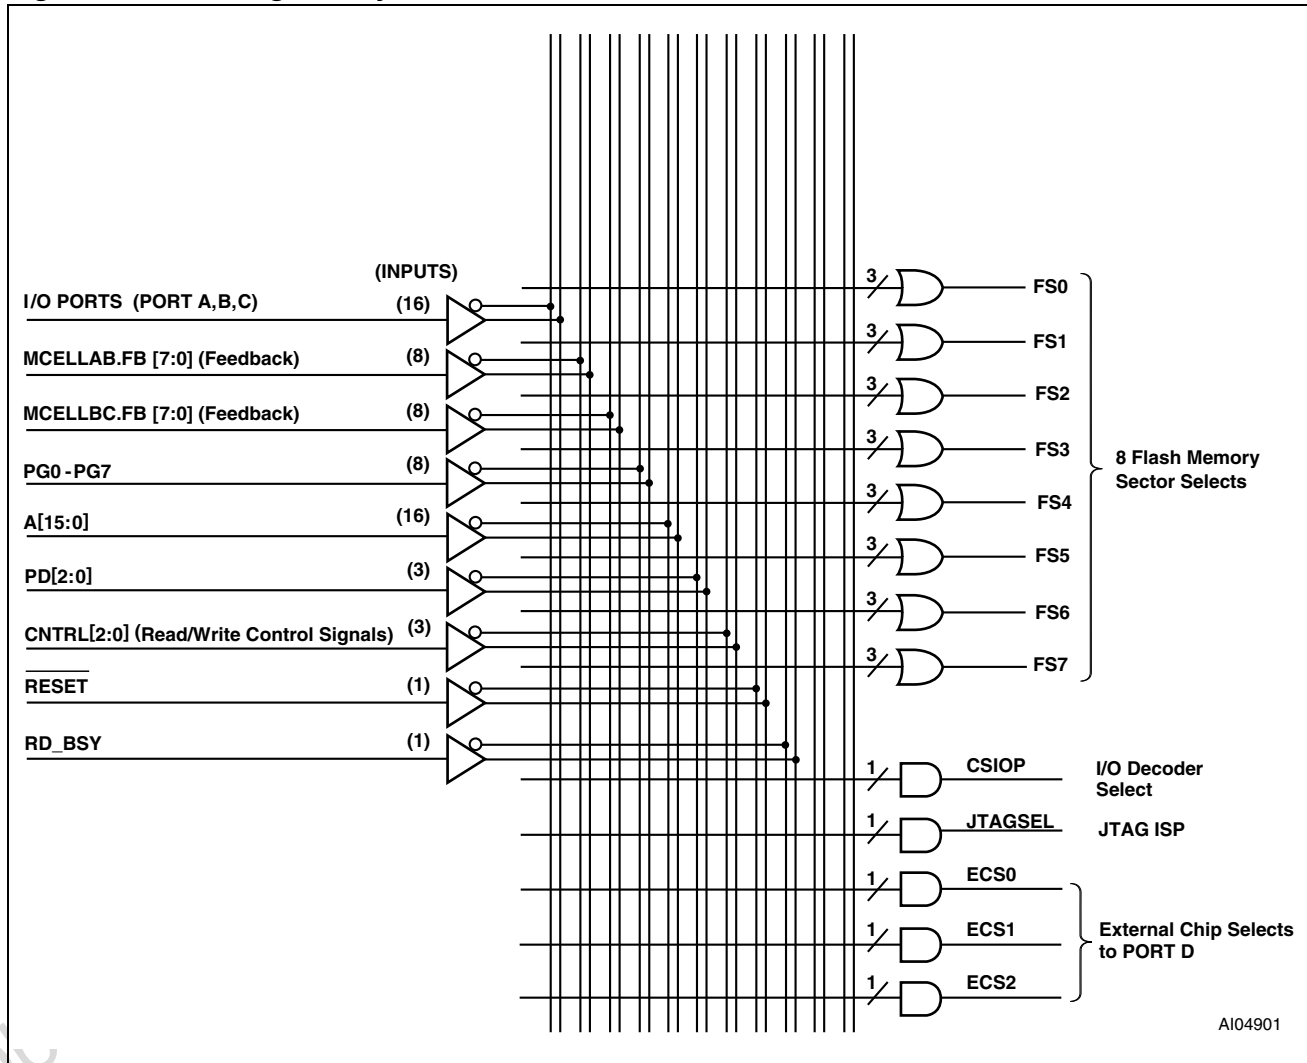 (INPUTS)
I/O PORTS (PORT A,B,C) (16)
MCELLAB.FB [7:0] (Feedback) (8)
MCELLBC.FB [7:0] (Feedback) (8)
PG0 -PG7 (8)
A[15:0] (16)
PD[2:0] (3)
CNTRL[2:0] (Read/Write Control Signals) (3)
RESET (1)
RD_BSY (1)
3 FS0
3 FS1
3 FS2
3 FS3
3 FS4
3 FS5
3 FS6
3 FS7
8 Flash Memory
Sector Selects
1 CSIOP
I/O Decoder
Select
1 JTAGSEL
JTAG ISP
1 ECS0
1 ECS1
1 ECS2
External Chip Selects
to PORT D
AI04901